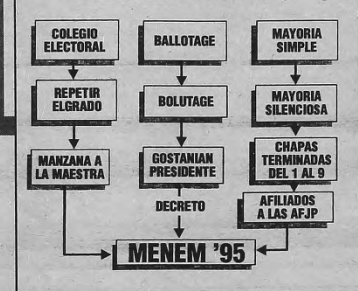 COLEGIO
ELECTORAL
REPETIR
ELGRADO
MANZANA A
LA MAESTRA
BALLOTAGE
BOLUTAGE
GOSTANIAN
PRESIDENTE
DECRETO
MAYORIA
SIMPLE
MAYORIA
SILENCIOSA
CHAPAS
TERMINADAS
DEL 1 AL 9
AFILIADOS
A LAS AFJP
MENEM '95